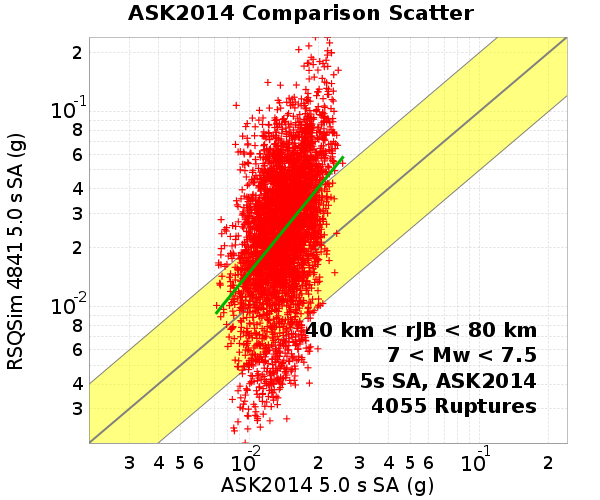 ASK2014 Comparison Scatter
RSQSim 4841 5.0 s SA (g)
2
10-1
8
6
4
3
2
10-2
8
6
4
3
40 km < rJB < 80 km
7 < Mw < 7.5
5s SA, ASK2014
4055 Ruptures
3 4 5 6 10-2 2 3 4 5 6 10-1 2
ASK2014 5.0 s SA (g)